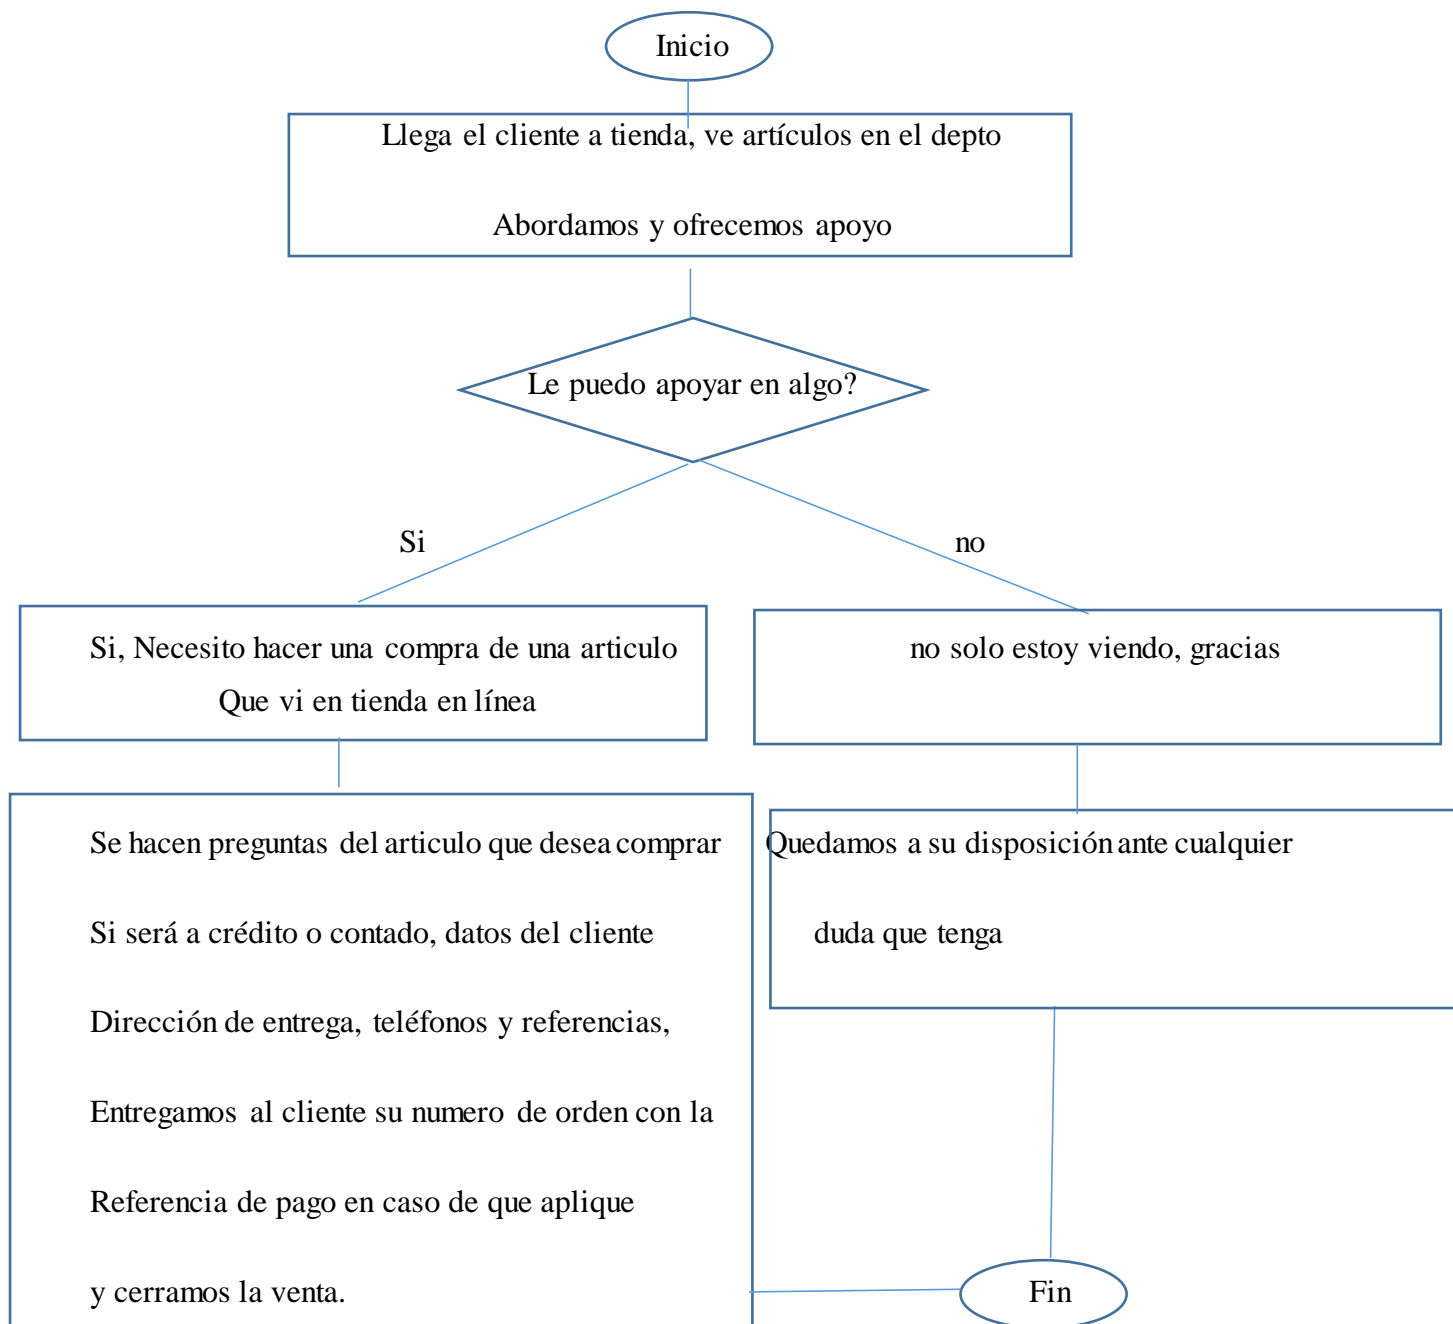 Inicio
Llega el cliente a tienda, ve artículos en el depto
Abordamos y ofrecemos apoyo
Le puedo apoyar en algo?
Si
no
Si, Necesito hacer una compra de una articulo
Que vi en tienda en línea
no solo estoy viendo, gracias
Se hacen preguntas del articulo que desea comprar
Si será a crédito o contado, datos del cliente
Dirección de entrega, teléfonos y referencias,
Entregamos al cliente su numero de orden con la
Referencia de pago en caso de que aplique
y cerramos la venta.
Quedamos a su disposición ante cualquier
duda que tenga
Fin